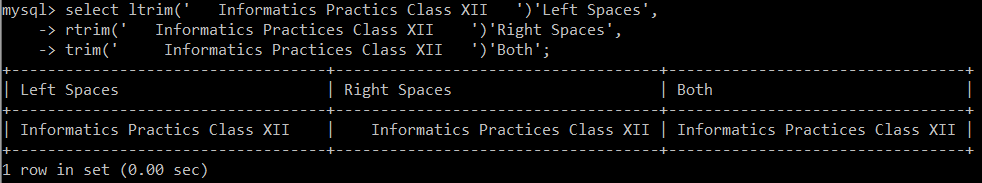 mysql> select ltrim('   Informatics Practics Class XII   ')'Left Spaces',
    -> rtrim('   Informatics Practices Class XII    ')'Right Spaces',
    -> trim('     Informatics Practices Class XII   ')'Both';
+--------------------------------+--------------------------------+------------------------------+
| Left Spaces                    | Right Spaces                   | Both                         |
+--------------------------------+--------------------------------+------------------------------+
| Informatics Practics Class XII    |    Informatics Practices Class XII | Informatics Practices Class XII |
+--------------------------------+--------------------------------+------------------------------+
1 row in set (0.00 sec)